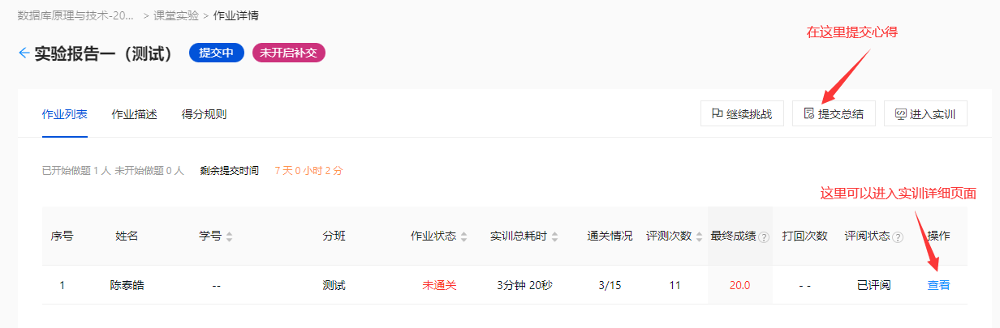 数据库原理与技术-20... > 课堂实验 > 作业详情
在这里提交心得
实验报告一（测试） 提交中 未开启补交
作业列表 作业描述 得分规则 继续挑战 提交总结 进入实训
已开始做题 1 人 未开始做题 0 人 剩余提交时间 7 天 0 小时 2 分
这里可以进入实训详细页面
序号 姓名 学号 分班 作业状态 实训总耗时 通关情况 评测次数 最终成绩 打回次数 评阅状态 操作
1 陈泰皓 -- 测试 未通关 3分钟 20秒 3/15 11 20.0 - - 已评阅 查看